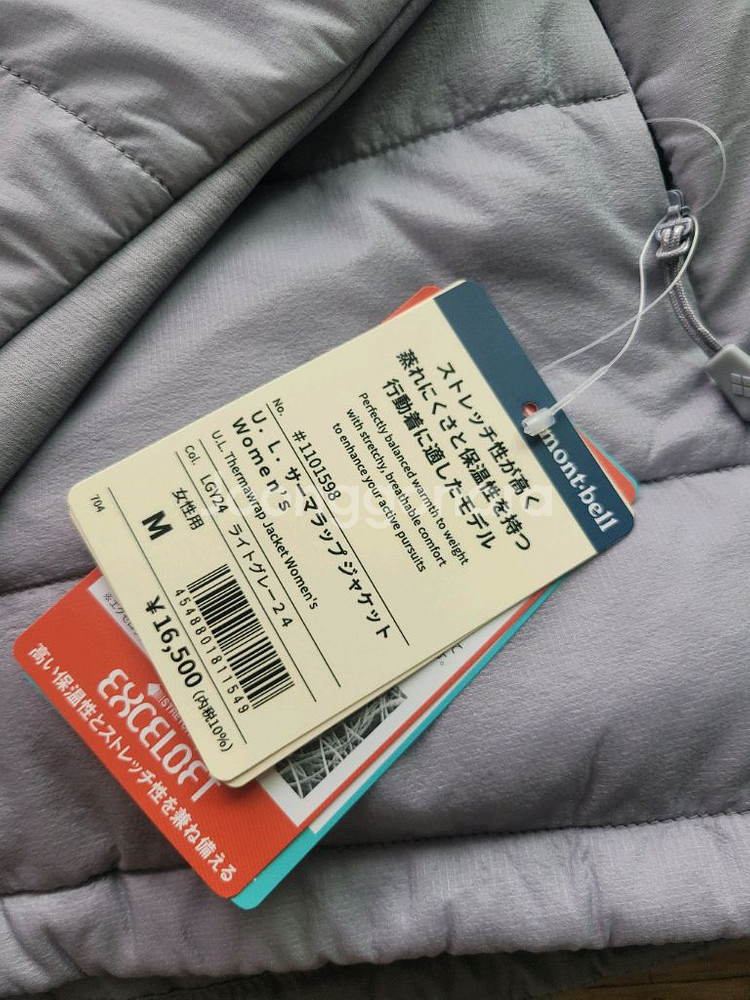 mont·bell
ストレッチ性が高く
蒸れにくさと保温性を持つ
行動着に適したモデル
Perfectly balanced warmth to weight
with stretchy, breathable comfort
to enhance your active pursuits
No. #1101598
U. L. サーマラップ ジャケット
Women's
U.L. Thermawrap Jacket Women's
Col. LGY24 ライトグレー24
女性用
M
4548801811549
¥16,500 (内税10%)
704
EXCELOFT
高い保温性とストレッチ性を兼ね備える